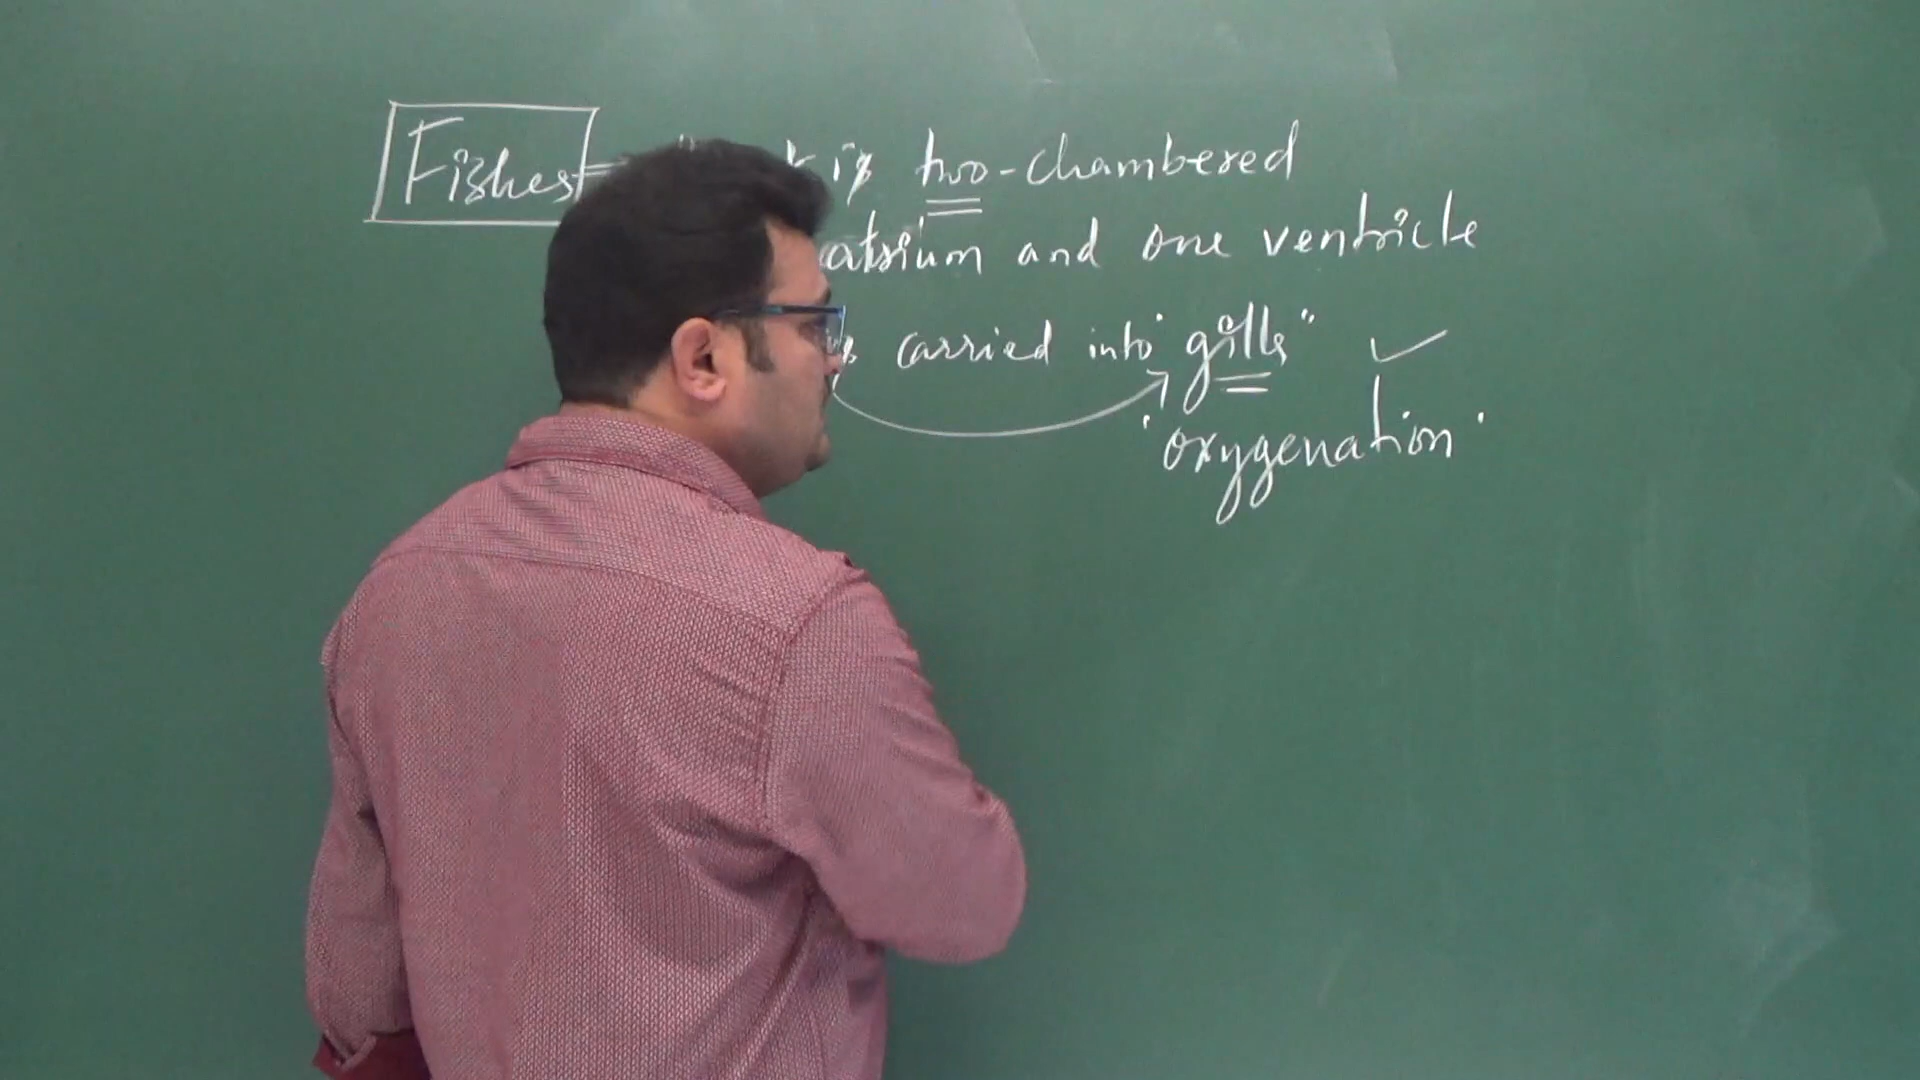 Fishes is two-chambered
atrium and one ventricle
carried into "gills"
'oxygenation'